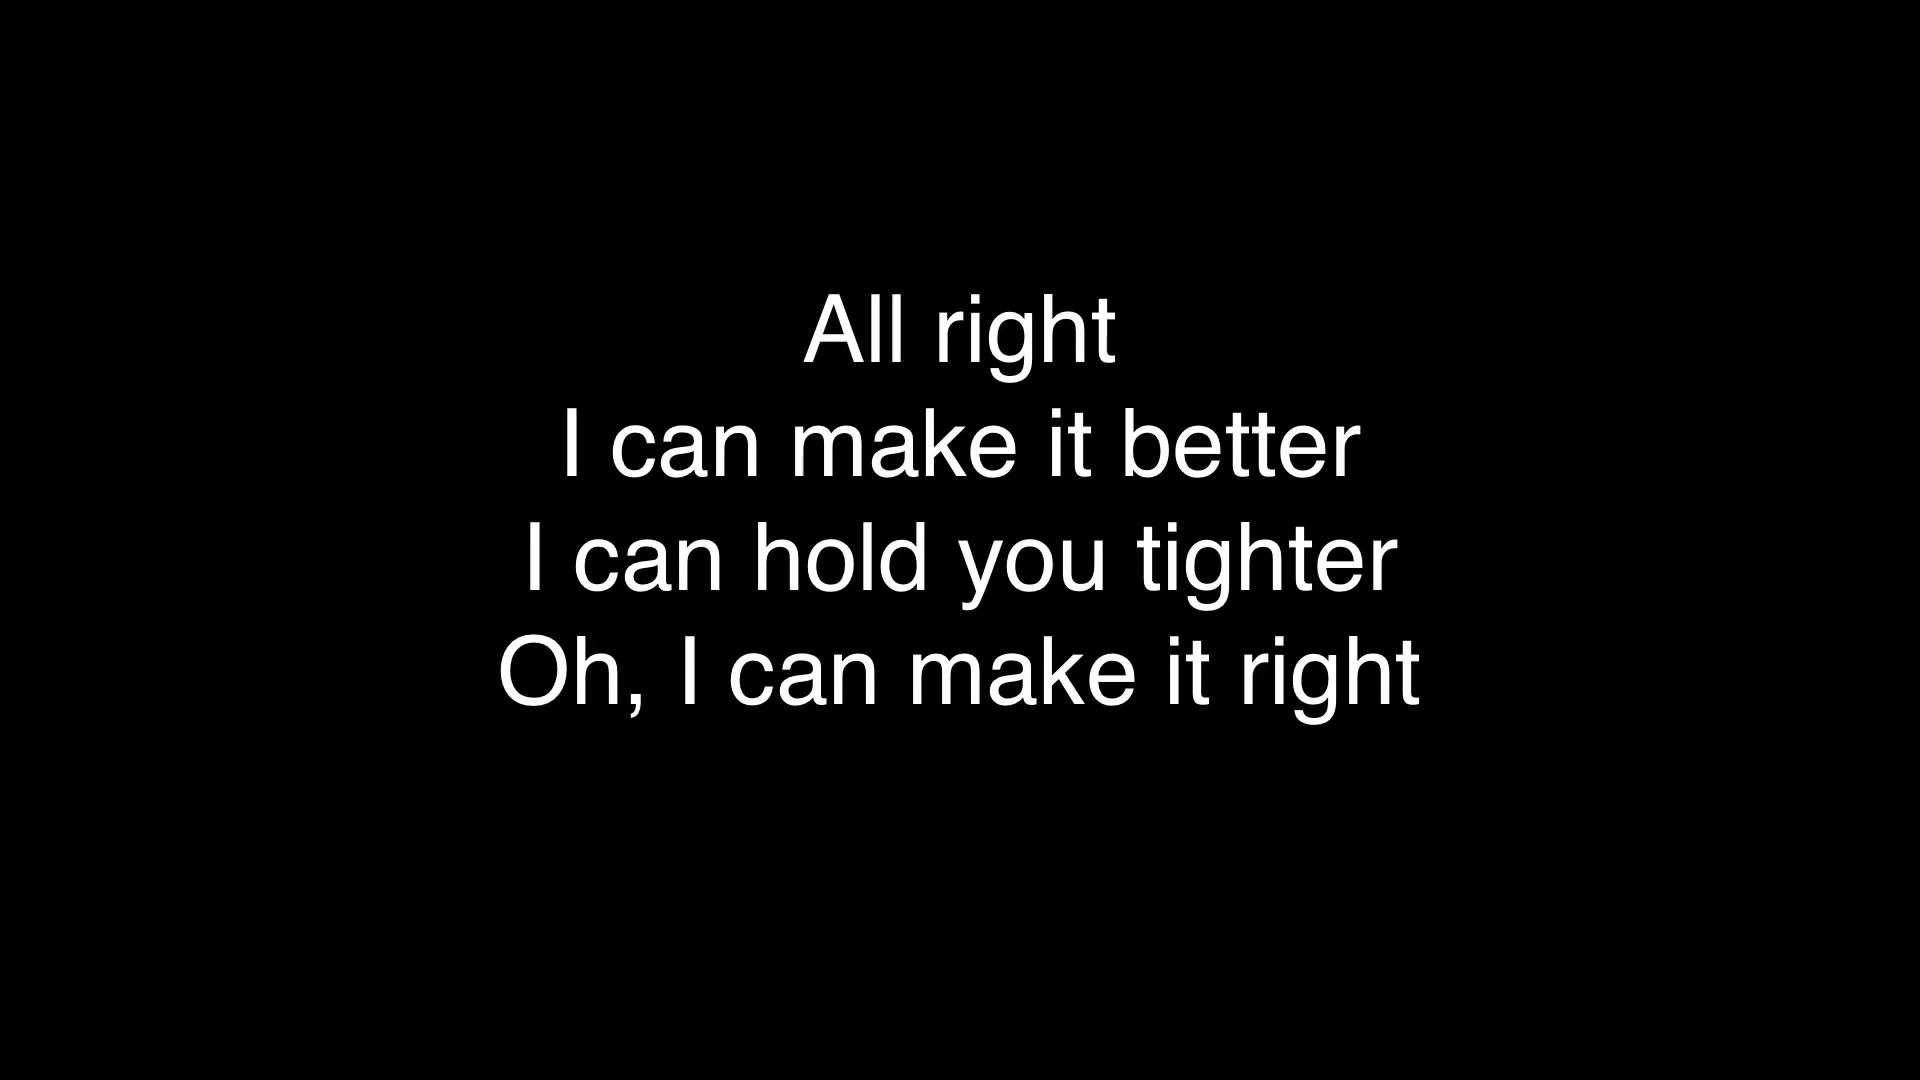 All right
I can make it better
I can hold you tighter
Oh, I can make it right